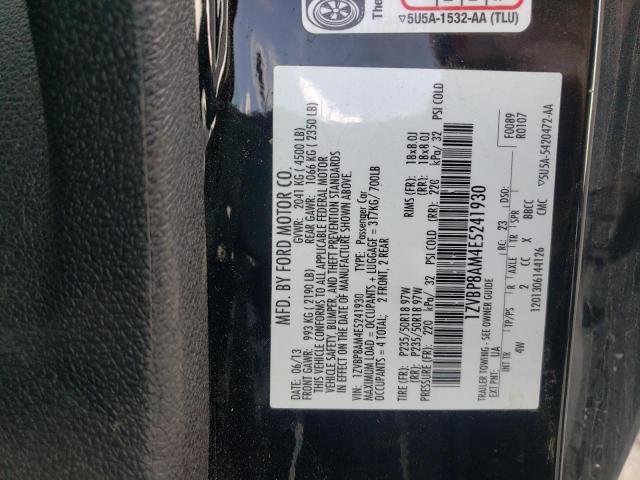 The
▽5U5A-1532-AA (TLU)
MFD. BY FORD MOTOR CO.
DATE: 06/13 GVWR: 2041 KG ( 4500 LB)
FRONT GAWR: 993 KG ( 2190 LB) REAR GAWR: 1066 KG ( 2350 LB)
THIS VEHICLE CONFORMS TO ALL APPLICABLE FEDERAL MOTOR
VEHICLE SAFETY, BUMPER, AND THEFT PREVENTION STANDARDS
IN EFFECT ON THE DATE OF MANUFACTURE SHOWN ABOVE.
VIN: 1ZVBP8AM4E5241930 TYPE: Passenger Car
MAXIMUM LOAD = OCCUPANTS + LUGGAGE = 317KG/ 700LB
OCCUPANTS = 4 TOTAL; 2 FRONT, 2 REAR
TIRE (FR): P235/50R18 97W RIMS (FR): 18x8.0J
(RR): P235/50R18 97W (RR): 18x8.0J
PRESSURE (FR): 220 kPa/ 32 PSI COLD (RR): 220 kPa/ 32 PSI COLD
1ZVBP8AM4E5241930
TRAILER TOWING - SEE OWNER GUIDE F0089
EXT PNT: UA RC: 23 DSO: R0107
INT TR TP/PS R AXLE TR SPR
4W 2 CC X BBCC
1201306144126 CMC ▽5U5A-5420472-AA